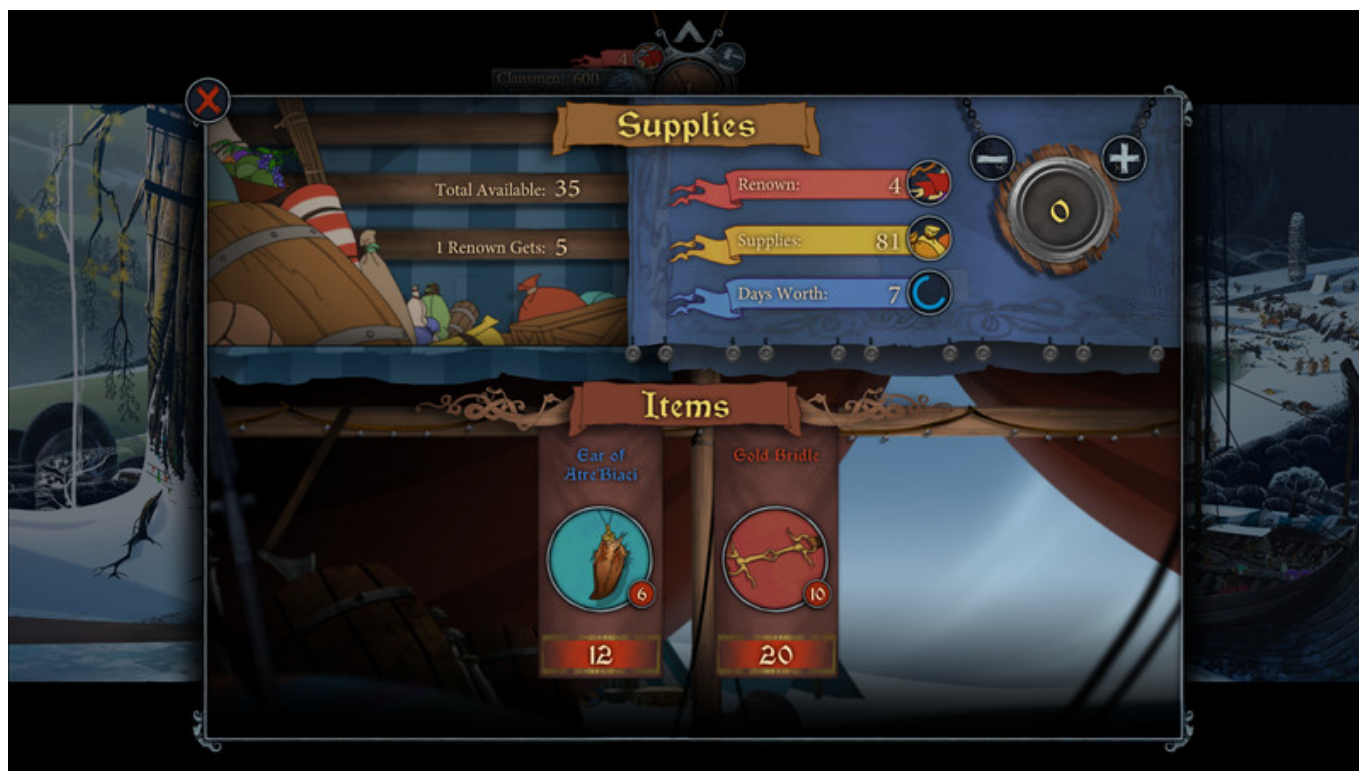 4
Clansmen: 600
Supplies
Total Available: 35
1 Renown Gets: 5
Renown: 4
Supplies: 81
Days Worth: 7
0
Items
Ear of
Atre'Biaci
6
12
Gold Bridle
10
20